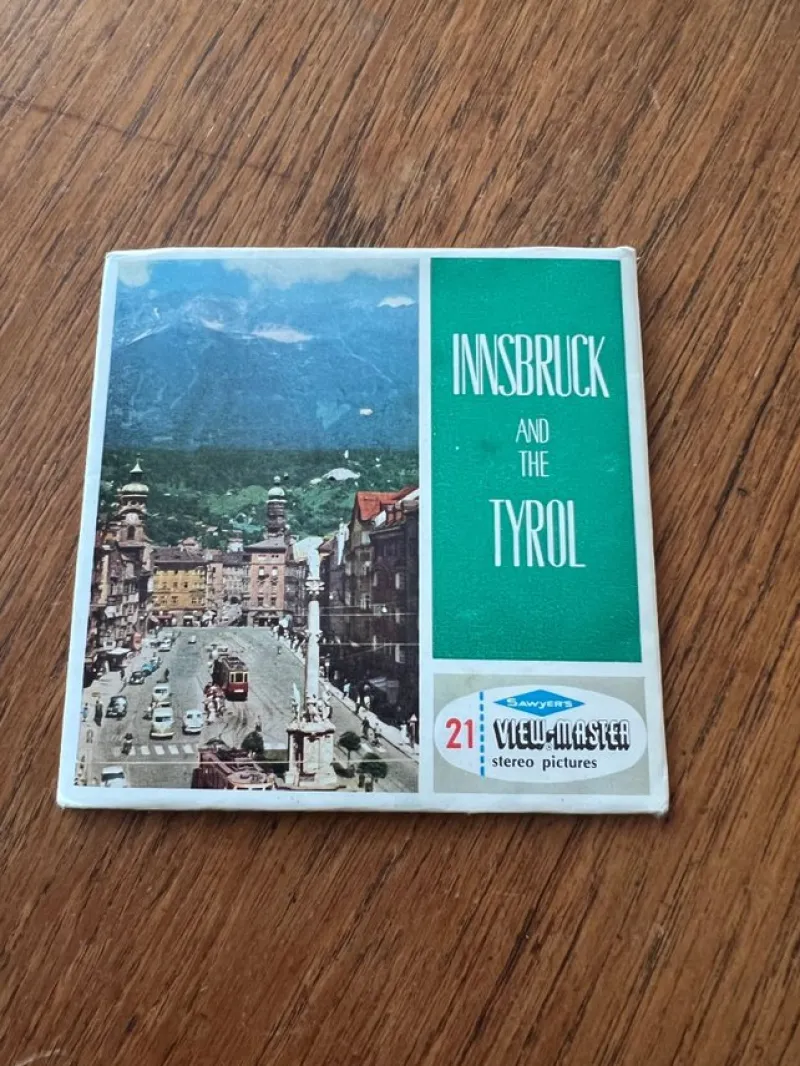 INNSBRUCK
AND
THE
TYROL
SAWYER'S
21 VIEW-MASTER
®
stereo pictures